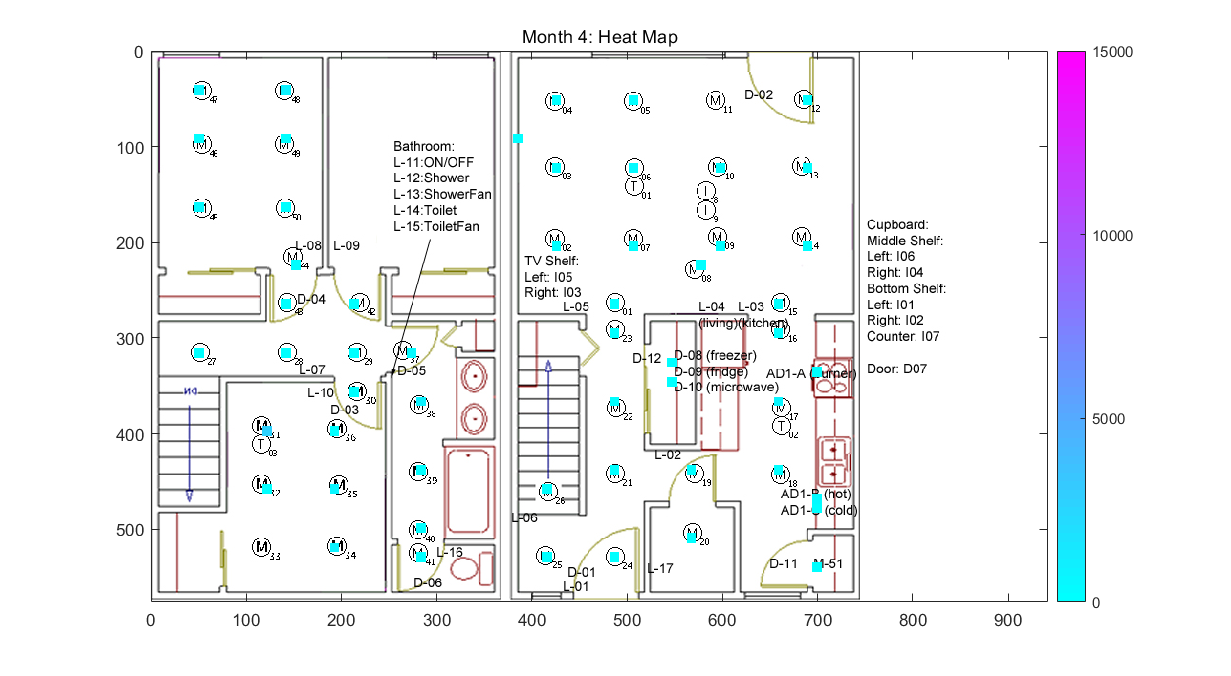 Month 4: Heat Map
0
100
200
300
400
500
0
100
200
300
400
500
600
700
800
900
15000
10000
5000
0
47
48
M 46
M 49
50
L-08
L-09
44
43
D-04
42
Bathroom:
L-11:ON/OFF
L-12:Shower
L-13:ShowerFan
L-14:Toilet
L-15:ToiletFan
27
28
29
37
L-07
D-05
L-10
30
D-03
M 38
M 31
36
T 03
M 32
35
M 33
34
39
40
41
L-16
D-06
04
05
M 11
D-02
12
03
06
T 01
10
13
I 8
I 9
02
07
09
14
M 08
TV Shelf:
Left: I05
Right: I03
L-05
01
L-04
L-03
15
(living)(kitchen)
23
16
D-12
D-08 (freezer)
D-09 (fridge)
D-10 (microwave)
AD1-A (burner)
M 22
17
T 02
L-02
21
19
18
26
AD1-B (hot)
AD1-C (cold)
L-06
20
25
24
D-01
L-01
L-17
D-11
M-51
Cupboard:
Middle Shelf:
Left: I06
Right: I04
Bottom Shelf:
Left: I01
Right: I02
Counter: I07
Door: D07